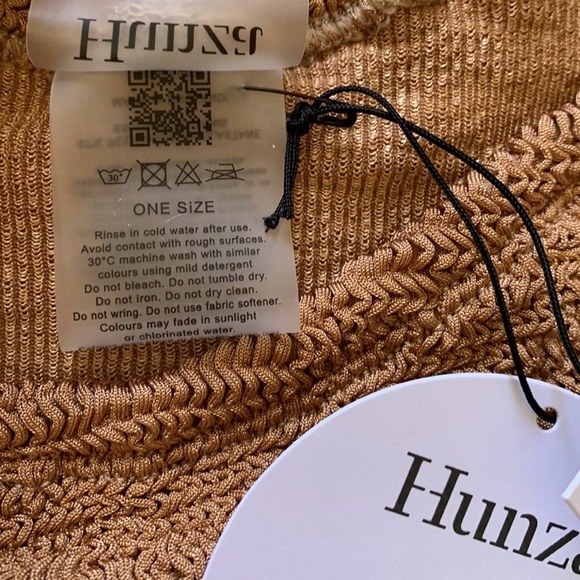 Hunza
30°
ONE SiZE
Rinse in cold water after use.
Avoid contact with rough surfaces.
30°C machine wash with similar
colours using mild detergent
Do not bleach. Do not tumble dry.
Do not Iron. Do not dry clean.
Do not wring. Do not use fabric softener.
Colours may fade in sunlight
or chlorinated water.
Hunza